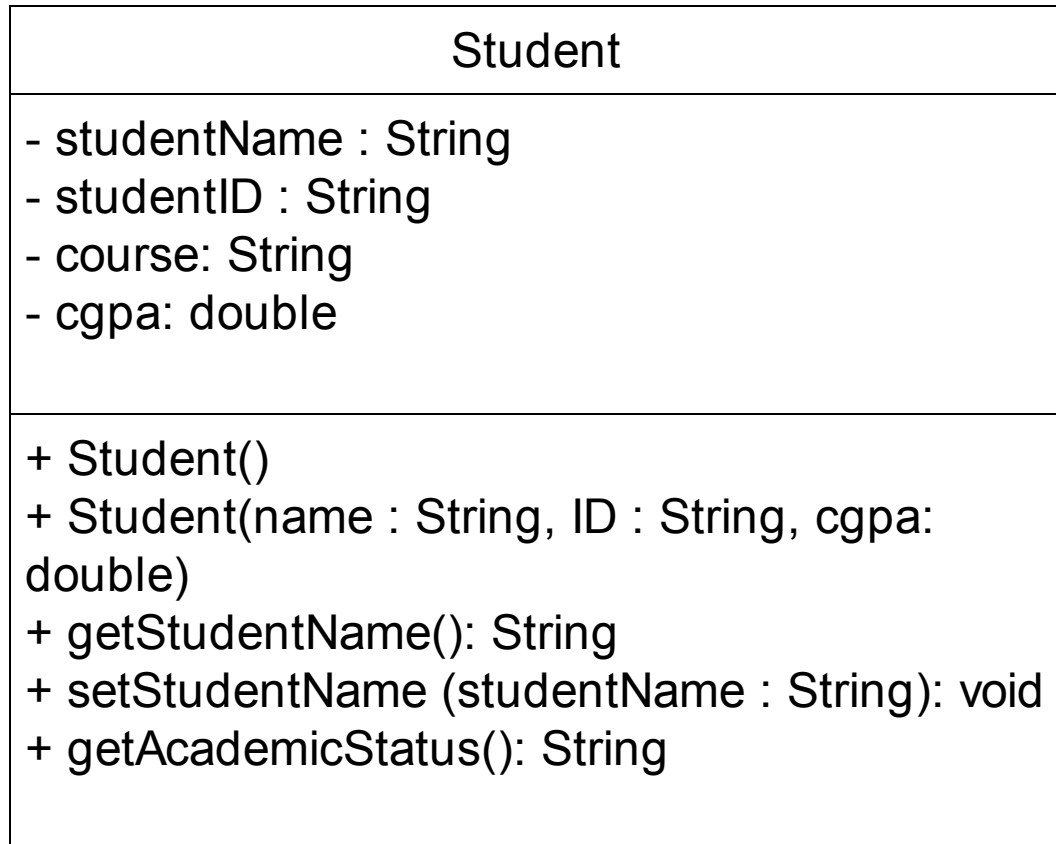 Student
- studentName : String
- studentID : String
- course: String
- cgpa: double
+ Student()
+ Student(name : String, ID : String, cgpa:
double)
+ getStudentName(): String
+ setStudentName (studentName : String): void
+ getAcademicStatus(): String